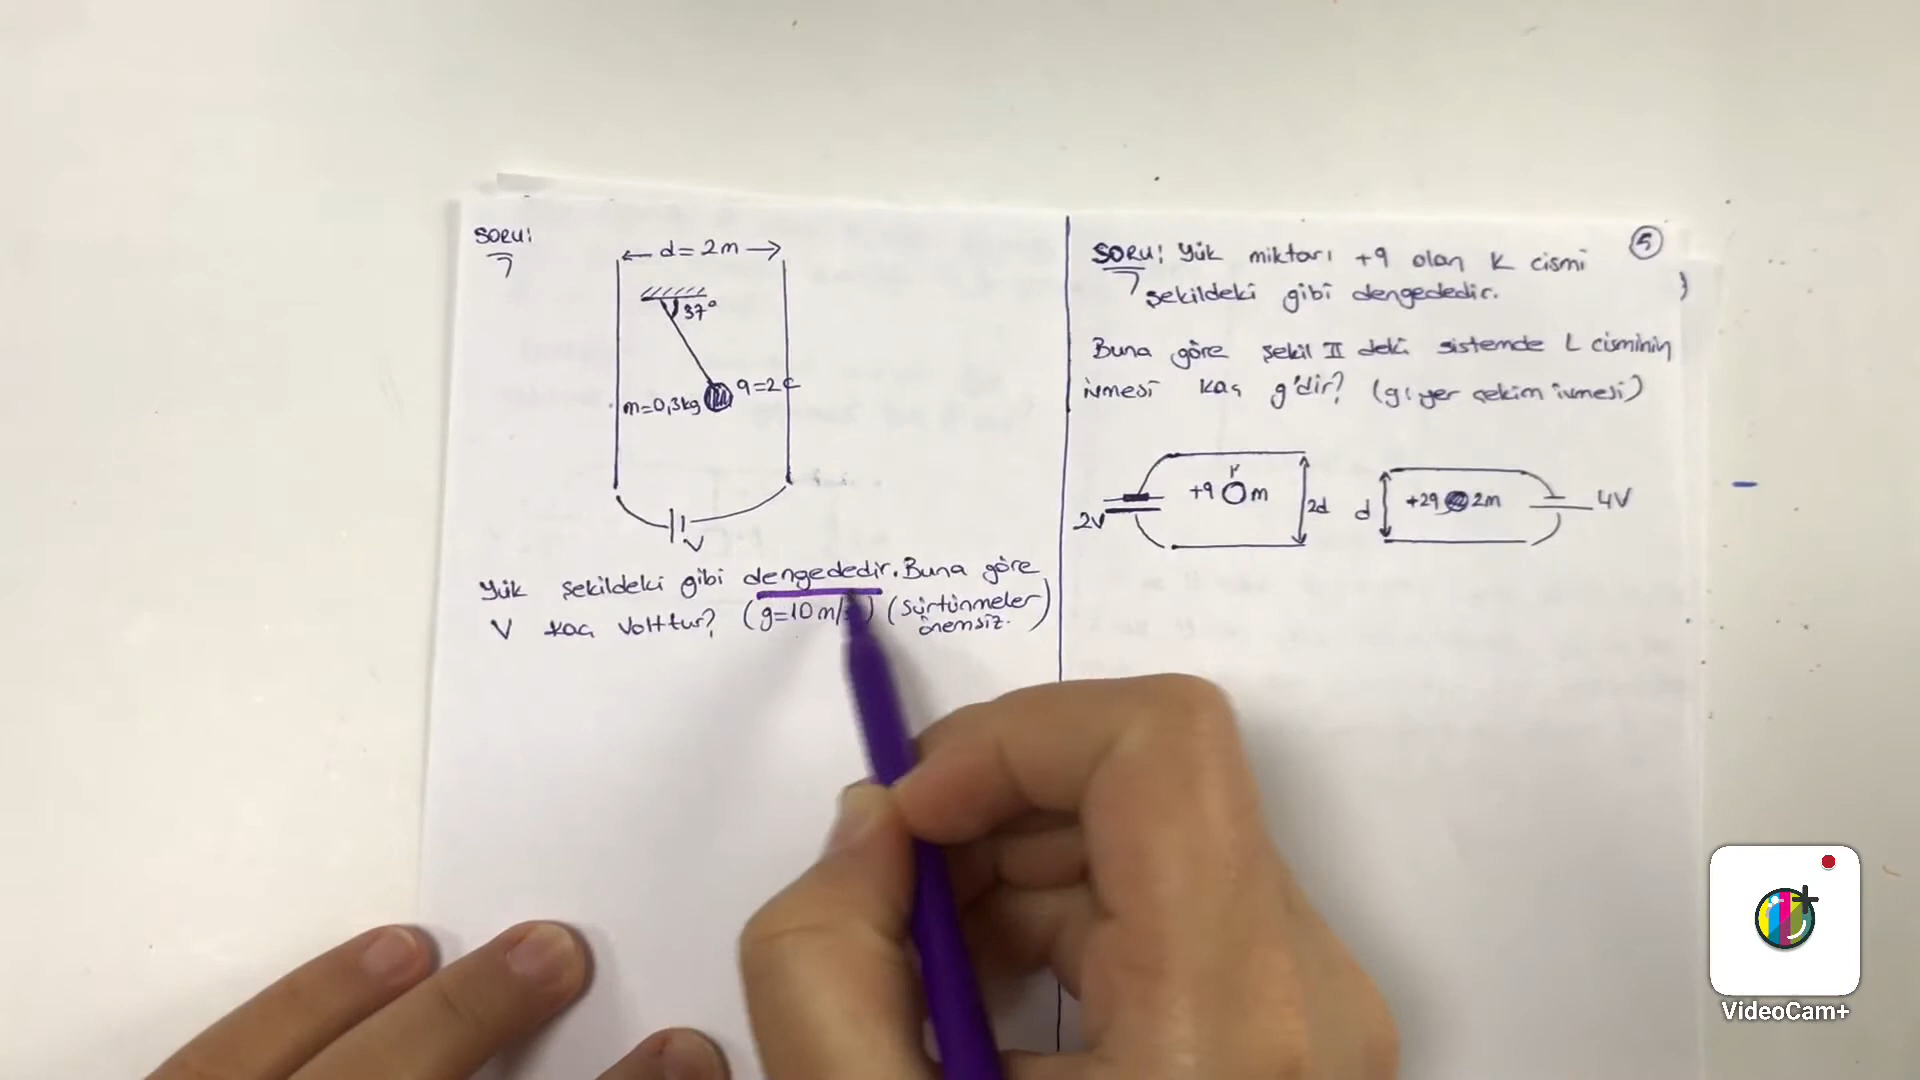 SORU:
d = 2m
37°
q=2C
m=0,3kg
V
Yük şekildeki gibi dengededir. Buna göre
V kaç Volttur? (g=10 m/s²) (Sürtünmeler
önemsiz.)
5
SORU: Yük miktarı +q olan K cismi
şekildeki gibi dengededir.
Buna göre şekil II deki sistemde L cisminin
ivmesi kaç g'dir? (g: yer çekim ivmesi)
K
+q m
2d
2V
d
+2q 2m
4V
VideoCam+